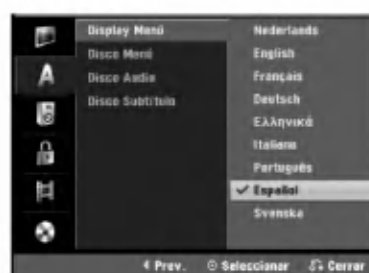 Display Menú
Disco Menú
Disco Audio
Disco Subtítulo
Nederlands
English
Français
Deutsch
Ελληνικά
Italiano
Português
Español
Svenska
Prev. Seleccionar Cerrar